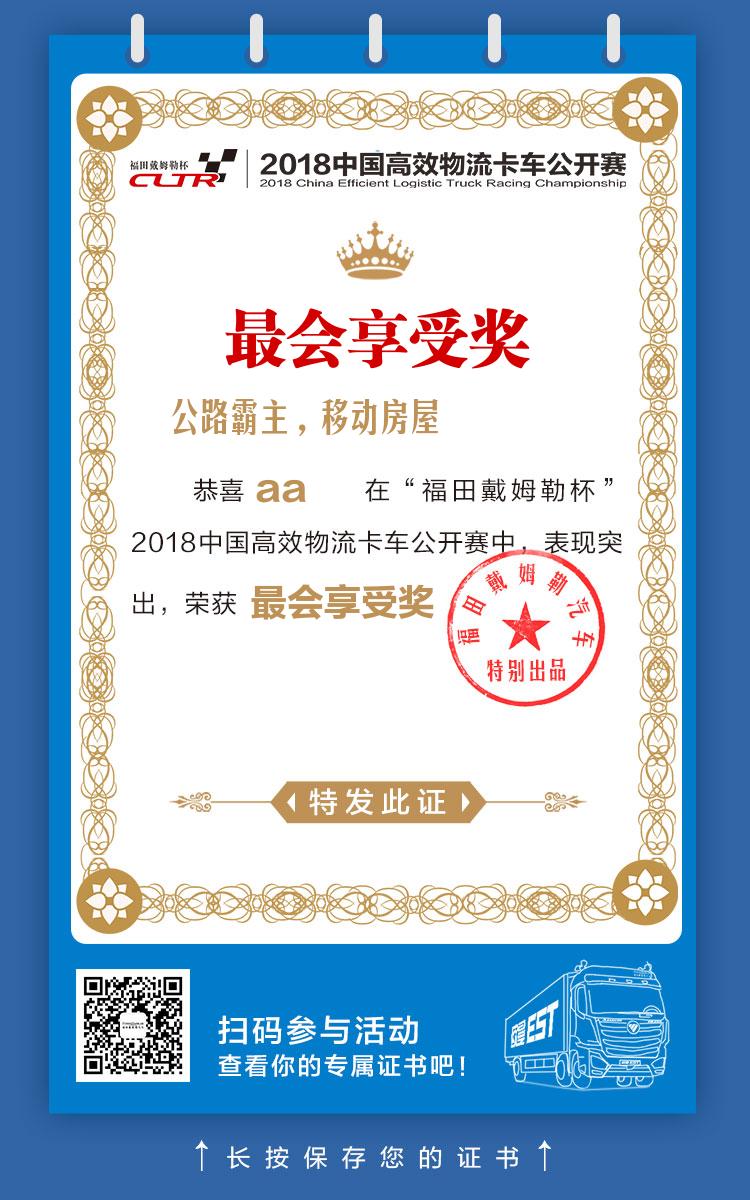 福田戴姆勒杯
CLTR
2018中国高效物流卡车公开赛
2018 China Efficient Logistic Truck Racing Championship
最会享受奖
公路霸主，移动房屋
恭喜 aa 在“福田戴姆勒杯”
2018中国高效物流卡车公开赛中，表现突
出，荣获 最会享受奖
福田戴姆勒汽车
特别出品
特发此证
EST
扫码参与活动
查看你的专属证书吧！
↑长按保存您的证书↑